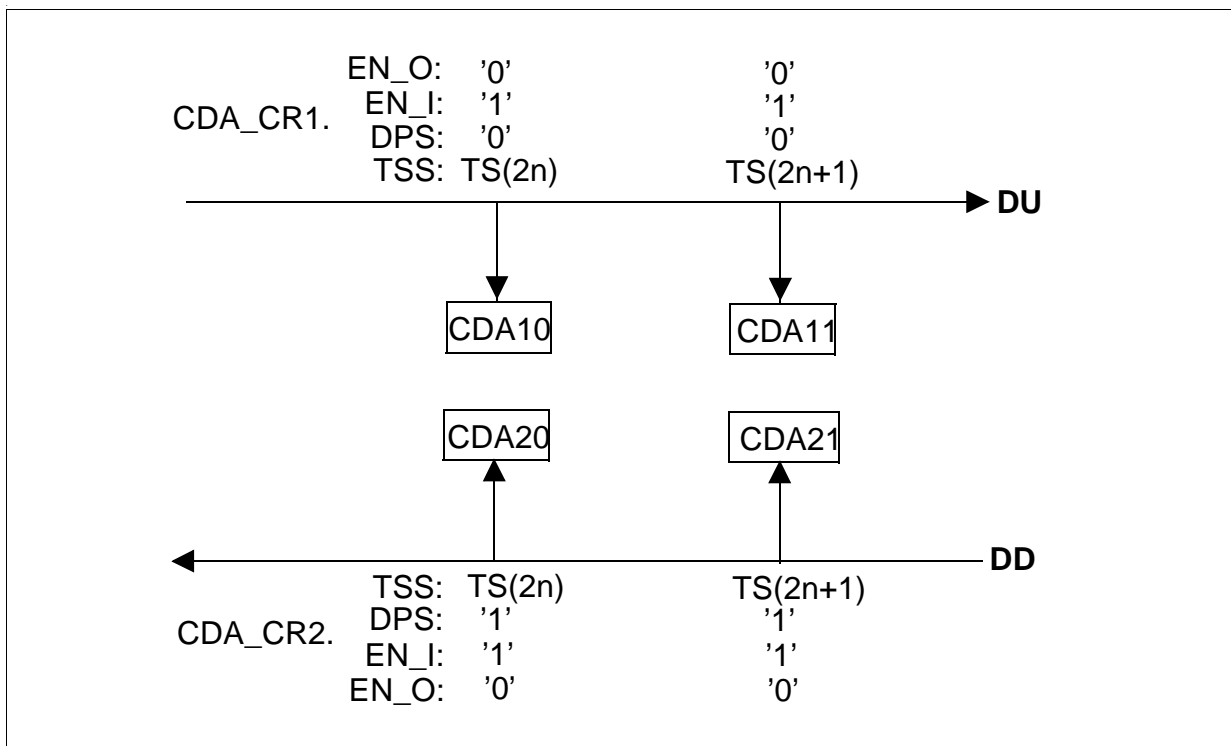 EN_O: ’0’ ’0’
CDA_CR1. EN_I: ’1’ ’1’
DPS: ’0’ ’0’
TSS: TS(2n) TS(2n+1)
DU
CDA10 CDA11
CDA20 CDA21
DD
TSS: TS(2n) TS(2n+1)
CDA_CR2. DPS: ’1’ ’1’
EN_I: ’1’ ’1’
EN_O: ’0’ ’0’